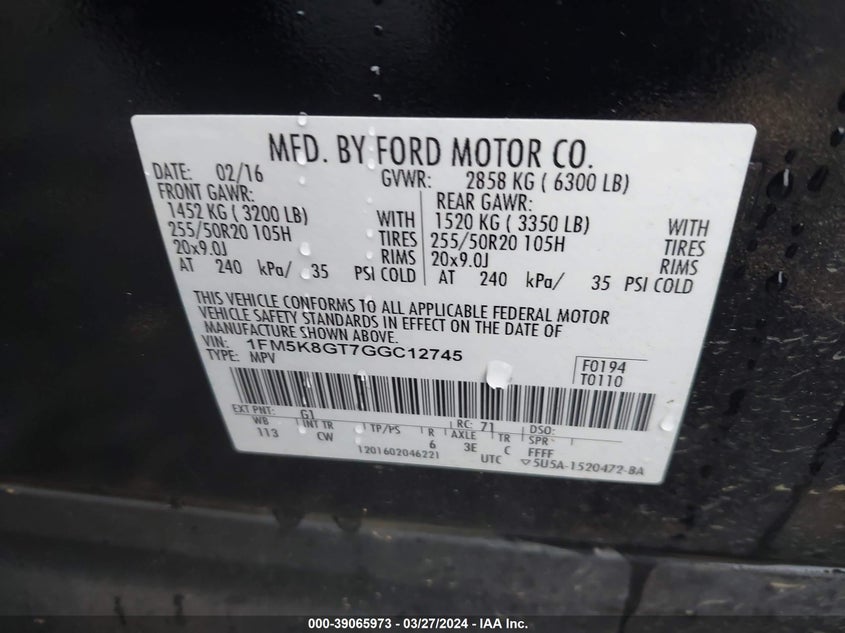 MFD. BY FORD MOTOR CO.
DATE: 02/16 GVWR: 2858 KG ( 6300 LB)
FRONT GAWR: REAR GAWR:
1452 KG ( 3200 LB) WITH 1520 KG ( 3350 LB) WITH
255/50R20 105H TIRES 255/50R20 105H TIRES
20x9.0J RIMS 20x9.0J RIMS
AT 240 kPa/ 35 PSI COLD AT 240 kPa/ 35 PSI COLD
THIS VEHICLE CONFORMS TO ALL APPLICABLE FEDERAL MOTOR
VEHICLE SAFETY STANDARDS IN EFFECT ON THE DATE OF
MANUFACTURE SHOWN ABOVE.
VIN: 1FM5K8GT7GGC12745
TYPE: MPV
F0194
T0110
EXT PNT: G1 RC: 71 DSO:
WB INT TR TP/PS R AXLE TR SPR
113 CW 6 3E C FFFF
1201602046221 UTC ▽5U5A-1520472-BA
000-39065973 - 03/27/2024 - IAA Inc.